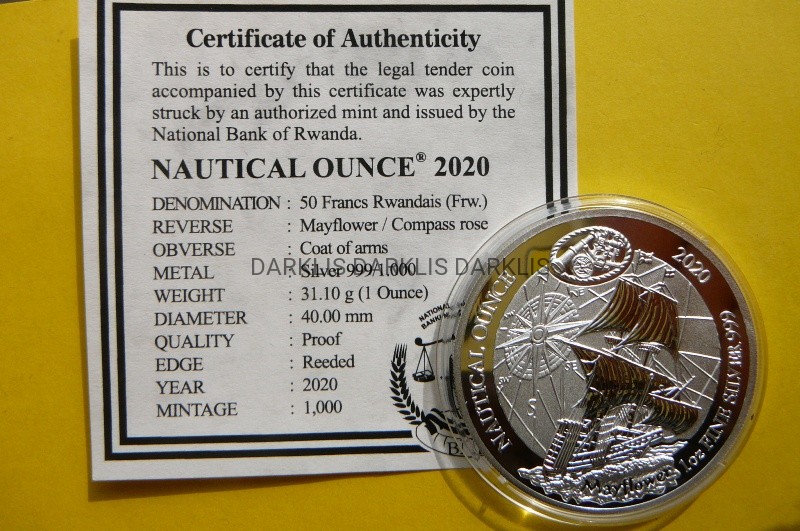 Certificate of Authenticity
This is to certify that the legal tender coin
accompanied by this certificate was expertly
struck by an authorized mint and issued by the
National Bank of Rwanda.
NAUTICAL OUNCE® 2020
DENOMINATION : 50 Francs Rwandais (Frw.)
REVERSE : Mayflower / Compass rose
OBVERSE : Coat of arms
METAL : Silver 999/1.000
WEIGHT : 31.10 g (1 Ounce)
DIAMETER : 40.00 mm
QUALITY : Proof
EDGE : Reeded
YEAR : 2020
MINTAGE : 1,000
DARKLIS DARKLIS DARKLIS
NAUTICAL OUNCE
2020
Mayflower 1 oz FINE SILVER 999
NE
SE
S